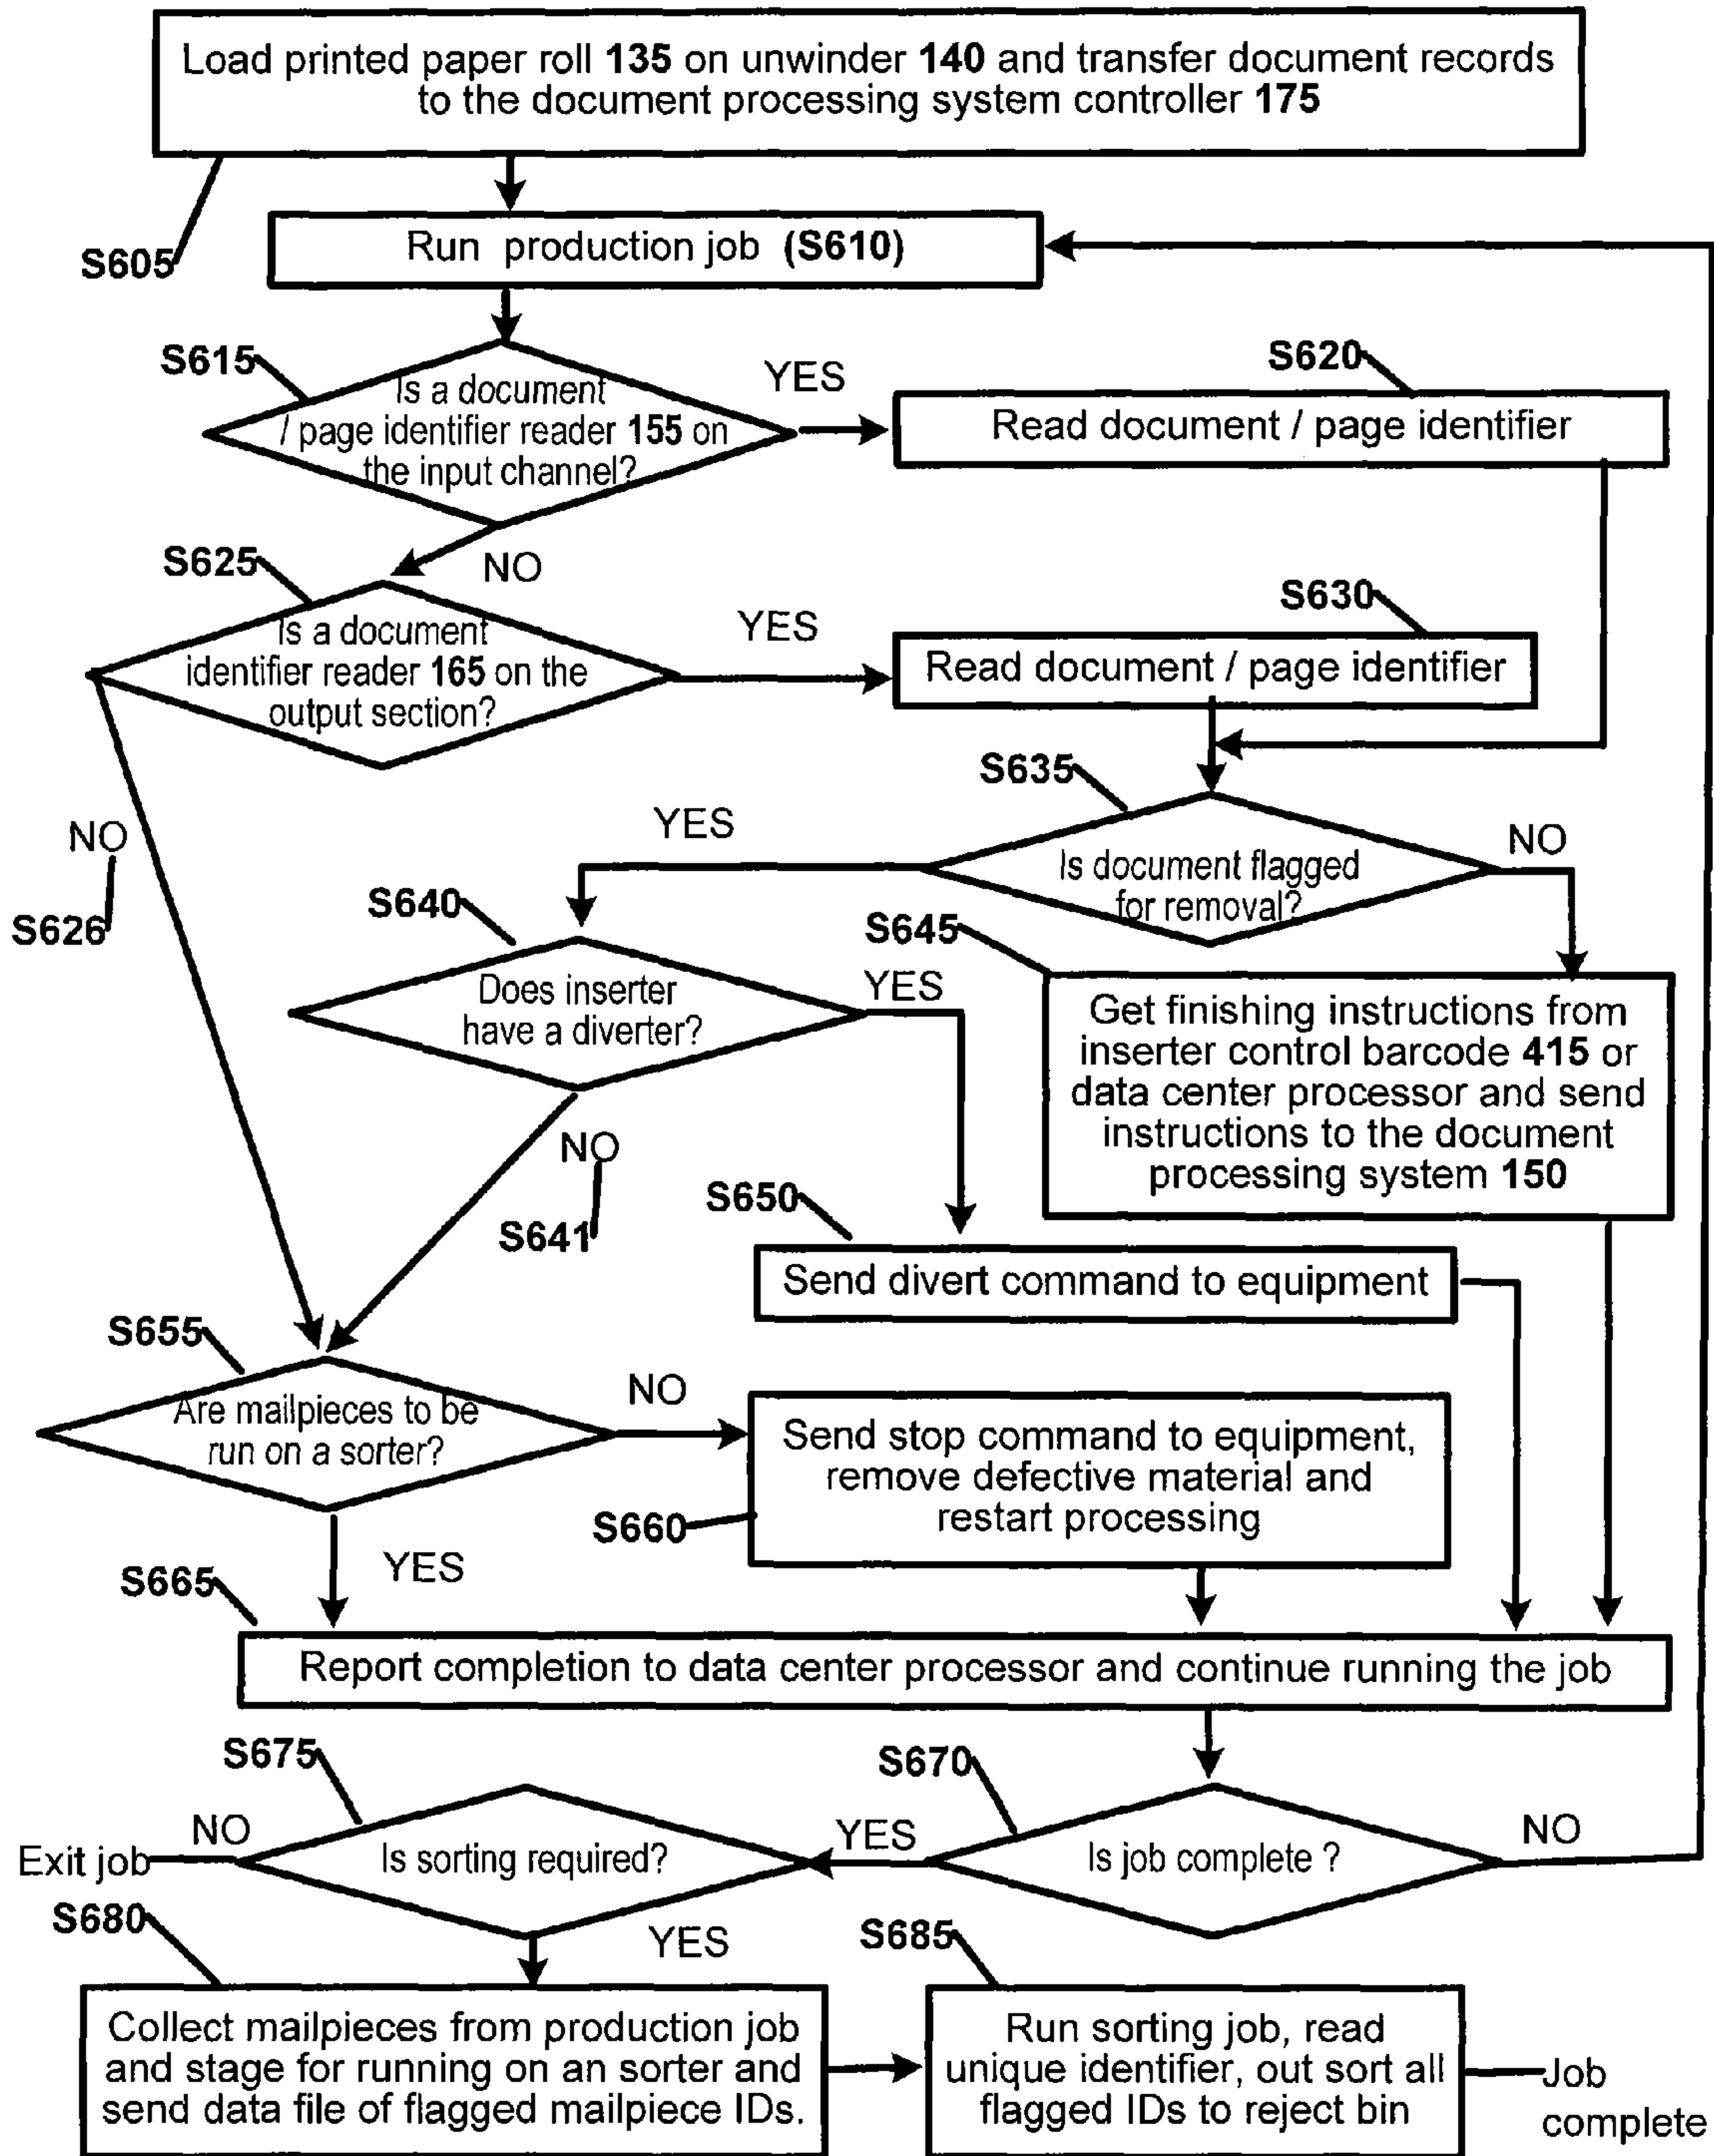 Load printed paper roll 135 on unwinder 140 and transfer document records
to the document processing system controller 175
S605
Run production job (S610)
S615
Is a document
/ page identifier reader 155 on
the input channel?
YES
S620
Read document / page identifier
NO
S625
Is a document
identifier reader 165 on the
output section?
YES
S630
Read document / page identifier
NO
S626
S635
Is document flagged
for removal?
YES
NO
S640
Does inserter
have a diverter?
YES
S645
Get finishing instructions from
inserter control barcode 415 or
data center processor and send
instructions to the document
processing system 150
NO
S641
S650
Send divert command to equipment
S655
Are mailpieces to be
run on a sorter?
NO
Send stop command to equipment,
remove defective material and
restart processing
S660
YES
S665
Report completion to data center processor and continue running the job
S675
S670
Is job complete ?
NO
YES
Is sorting required?
NO
Exit job
S680
YES
S685
Collect mailpieces from production job
and stage for running on an sorter and
send data file of flagged mailpiece IDs.
Run sorting job, read
unique identifier, out sort all
flagged IDs to reject bin
Job
complete